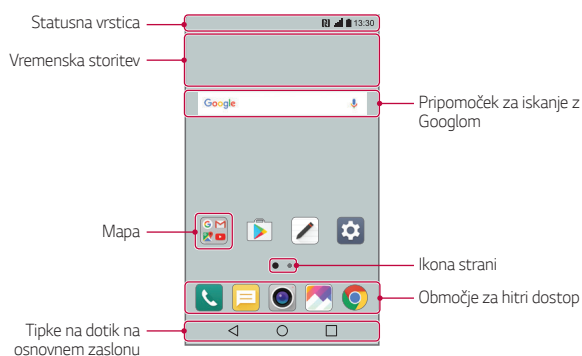 Statusna vrstica
13:30
Vremenska storitev
Google
Pripomoček za iskanje z
Googlom
Mapa
Ikona strani
Območje za hitri dostop
Tipke na dotik na
osnovnem zaslonu